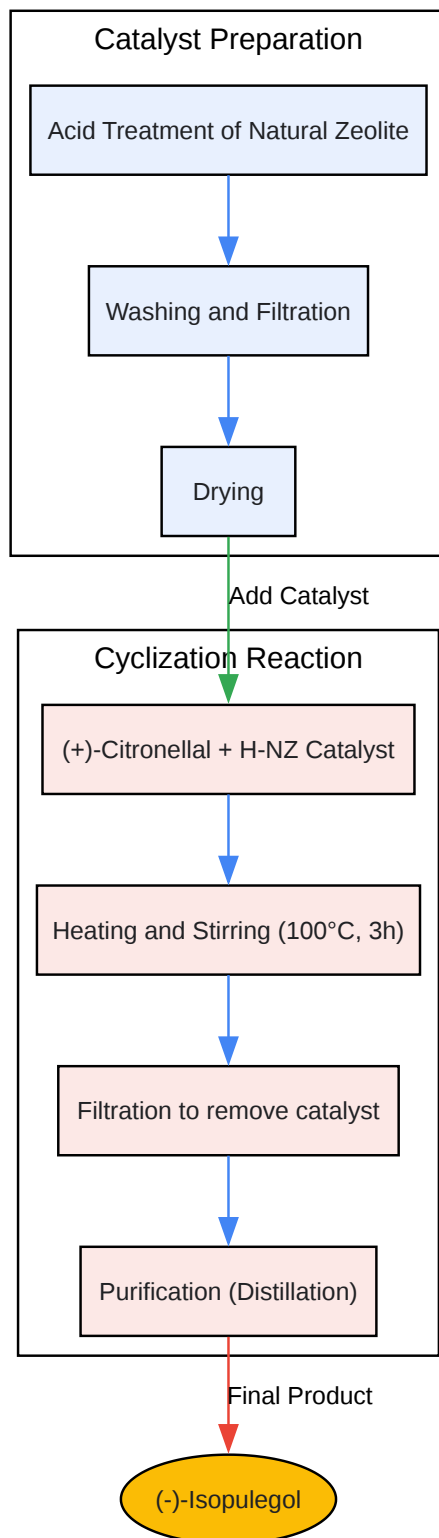 Catalyst Preparation
Acid Treatment of Natural Zeolite
Washing and Filtration
Drying
Add Catalyst
Cyclization Reaction
(+)-Citronellal + H-NZ Catalyst
Heating and Stirring (100°C, 3h)
Filtration to remove catalyst
Purification (Distillation)
Final Product
(-)-Isopulegol